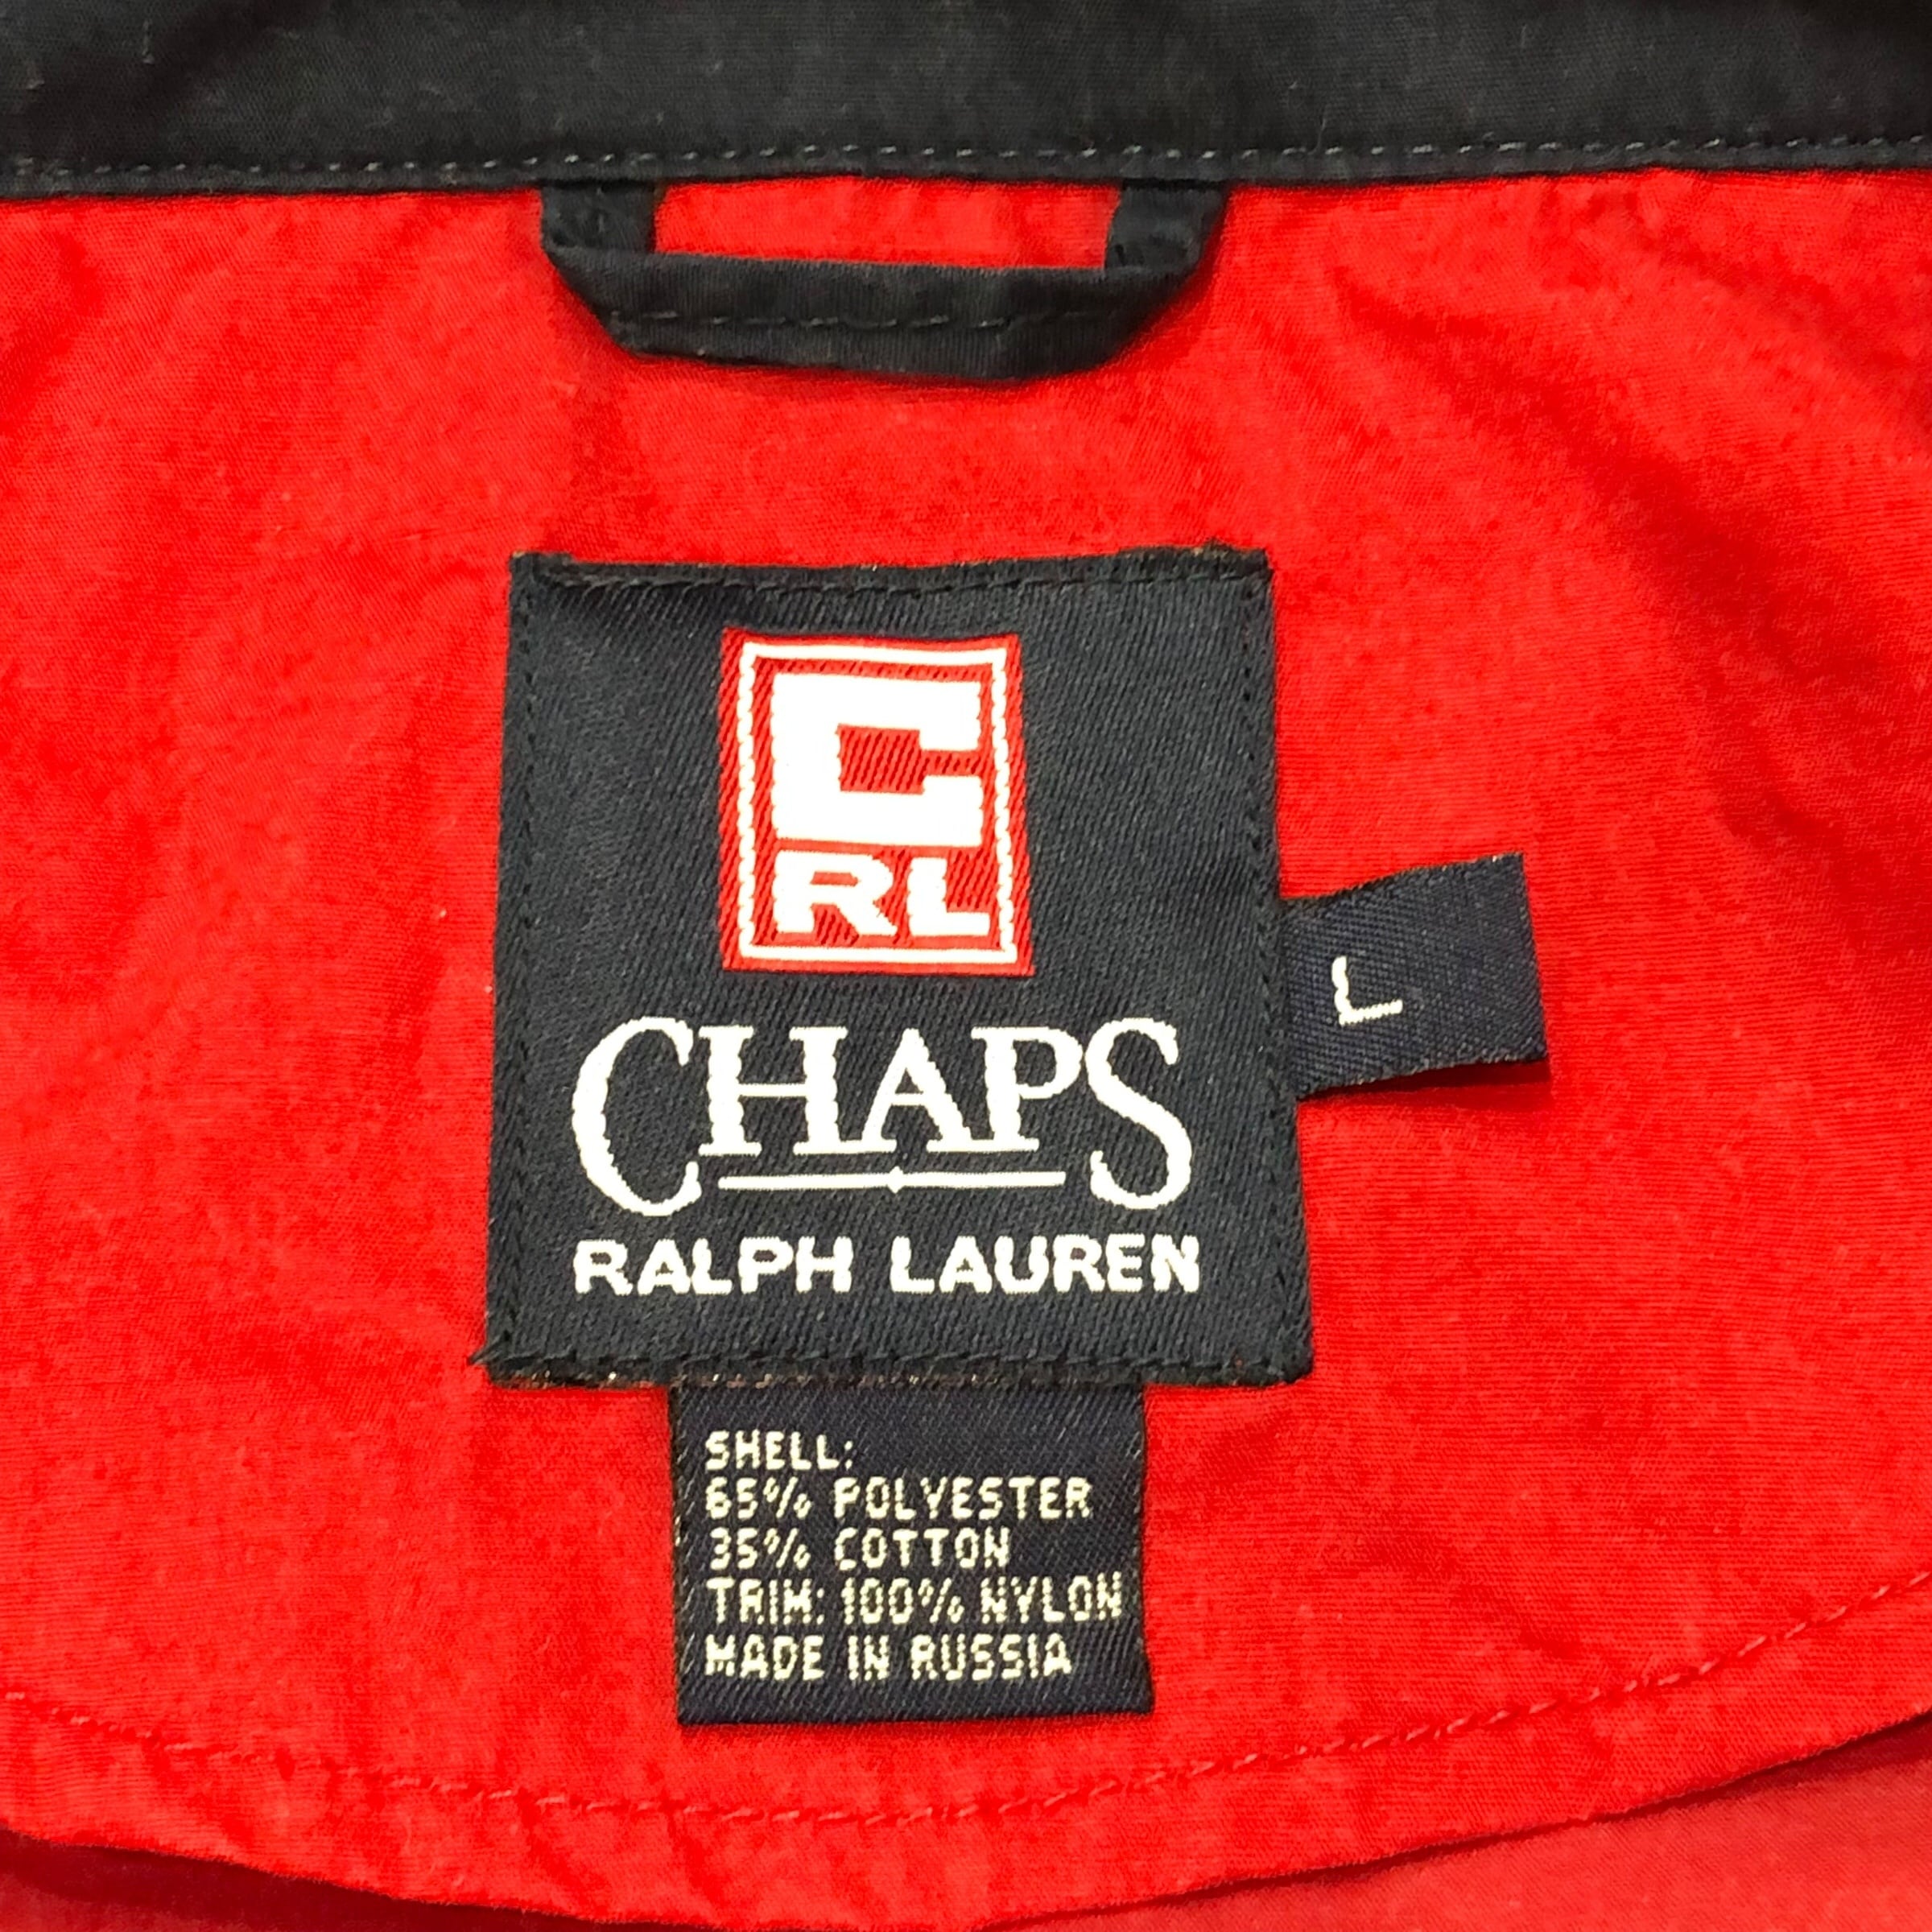 C
RL
CHAPS
RALPH LAUREN
L
SHELL:
65% POLYESTER
35% COTTON
TRIM: 100% NYLON
MADE IN RUSSIA